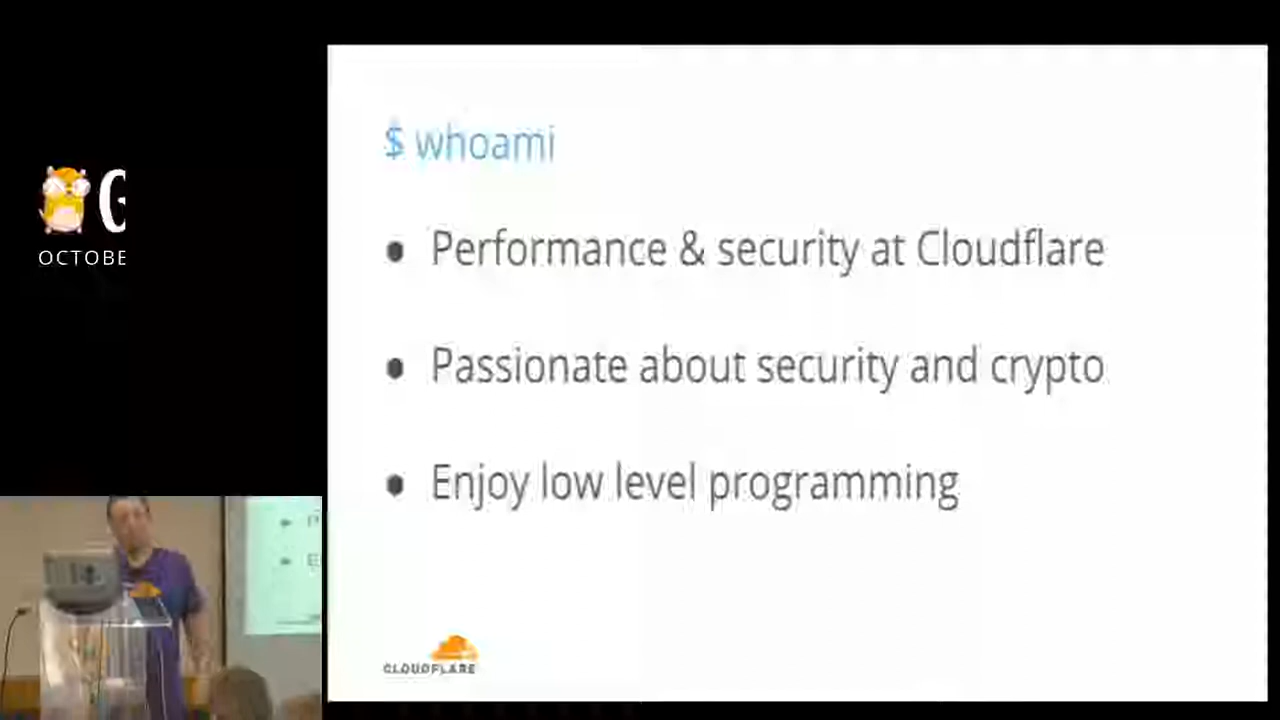 $ whoami
Performance & security at Cloudflare
Passionate about security and crypto
Enjoy low level programming
CLOUDFLARE
G
OCTOBE